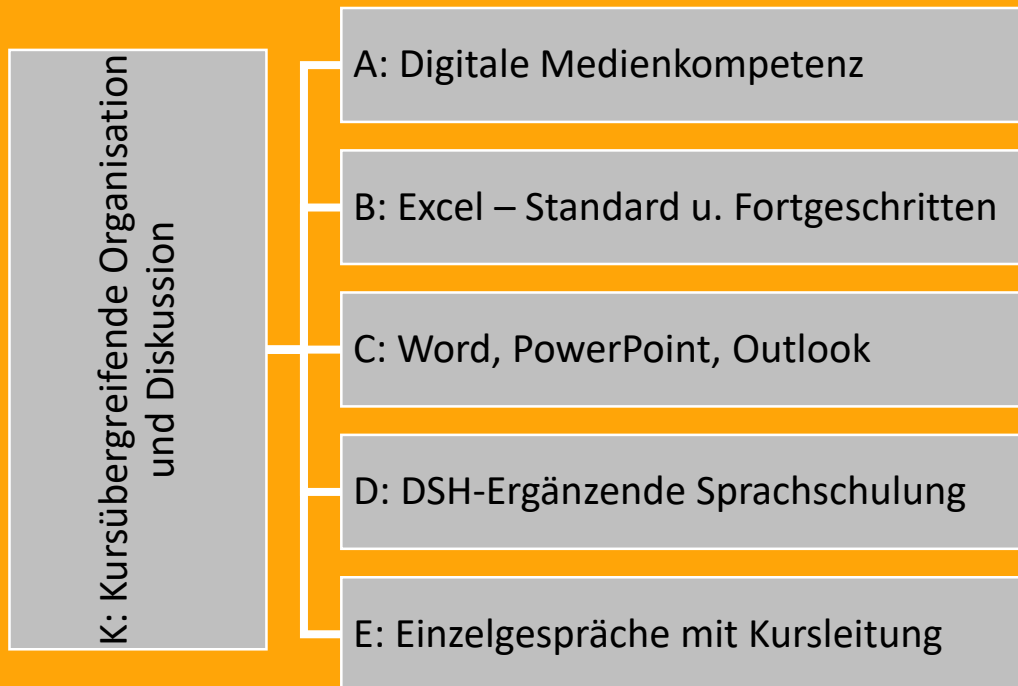 K: Kursübergreifende Organisation
und Diskussion
A: Digitale Medienkompetenz
B: Excel – Standard u. Fortgeschritten
C: Word, PowerPoint, Outlook
D: DSH-Ergänzende Sprachschulung
E: Einzelgespräche mit Kursleitung